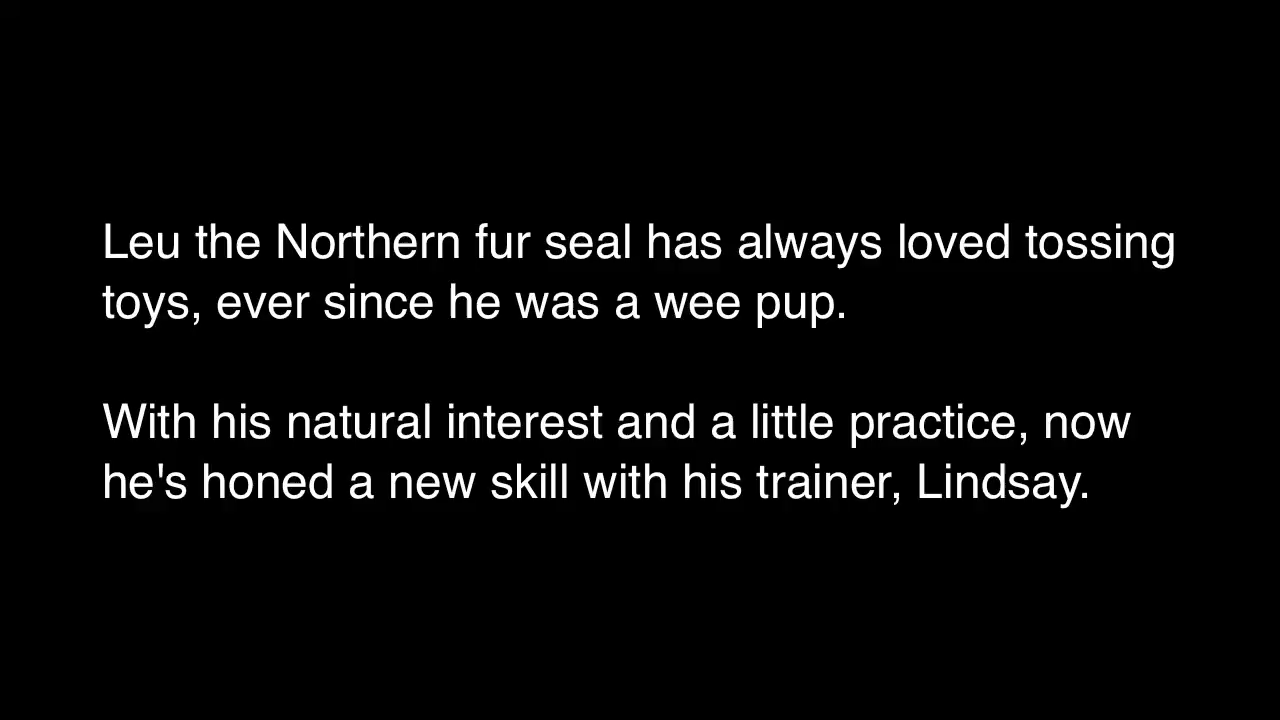 Leu the Northern fur seal has always loved tossing
toys, ever since he was a wee pup.
With his natural interest and a little practice, now
he's honed a new skill with his trainer, Lindsay.